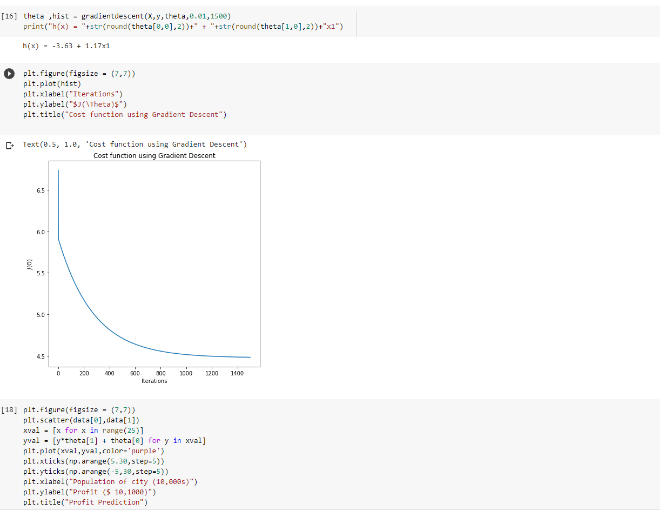 [16] theta ,hist = gradientdescent(X,y,theta,0.01,1500)
print("h(x) = "+str(round(theta[0,0],2))+" + "+str(round(theta[1,0],2))+"x1")
h(x) = -3.63 + 1.17x1
plt.figure(figsize = (7,7))
plt.plot(hist)
plt.xlabel("Iterations")
plt.ylabel("$J(\Theta)$")
plt.title("Cost function using Gradient Descent")
Text(0.5, 1.0, 'Cost function using Gradient Descent')
Cost function using Gradient Descent
6.5
6.0
J(Θ)
5.5
5.0
4.5
0 200 400 600 800 1000 1200 1400
Iterations
[18] plt.figure(figsize = (7,7))
plt.scatter(data[0],data[1])
xval = [x for x in range(25)]
yval = [y*theta[1] + theta[0] for y in xval]
plt.plot(xval,yval,color='purple')
plt.xticks(np.arange(5,30,step=5))
plt.yticks(np.arange(-5,30,step=5))
plt.xlabel("Population of city (10,000s)")
plt.ylabel("Profit ($ 10,1000)")
plt.title("Profit Prediction")